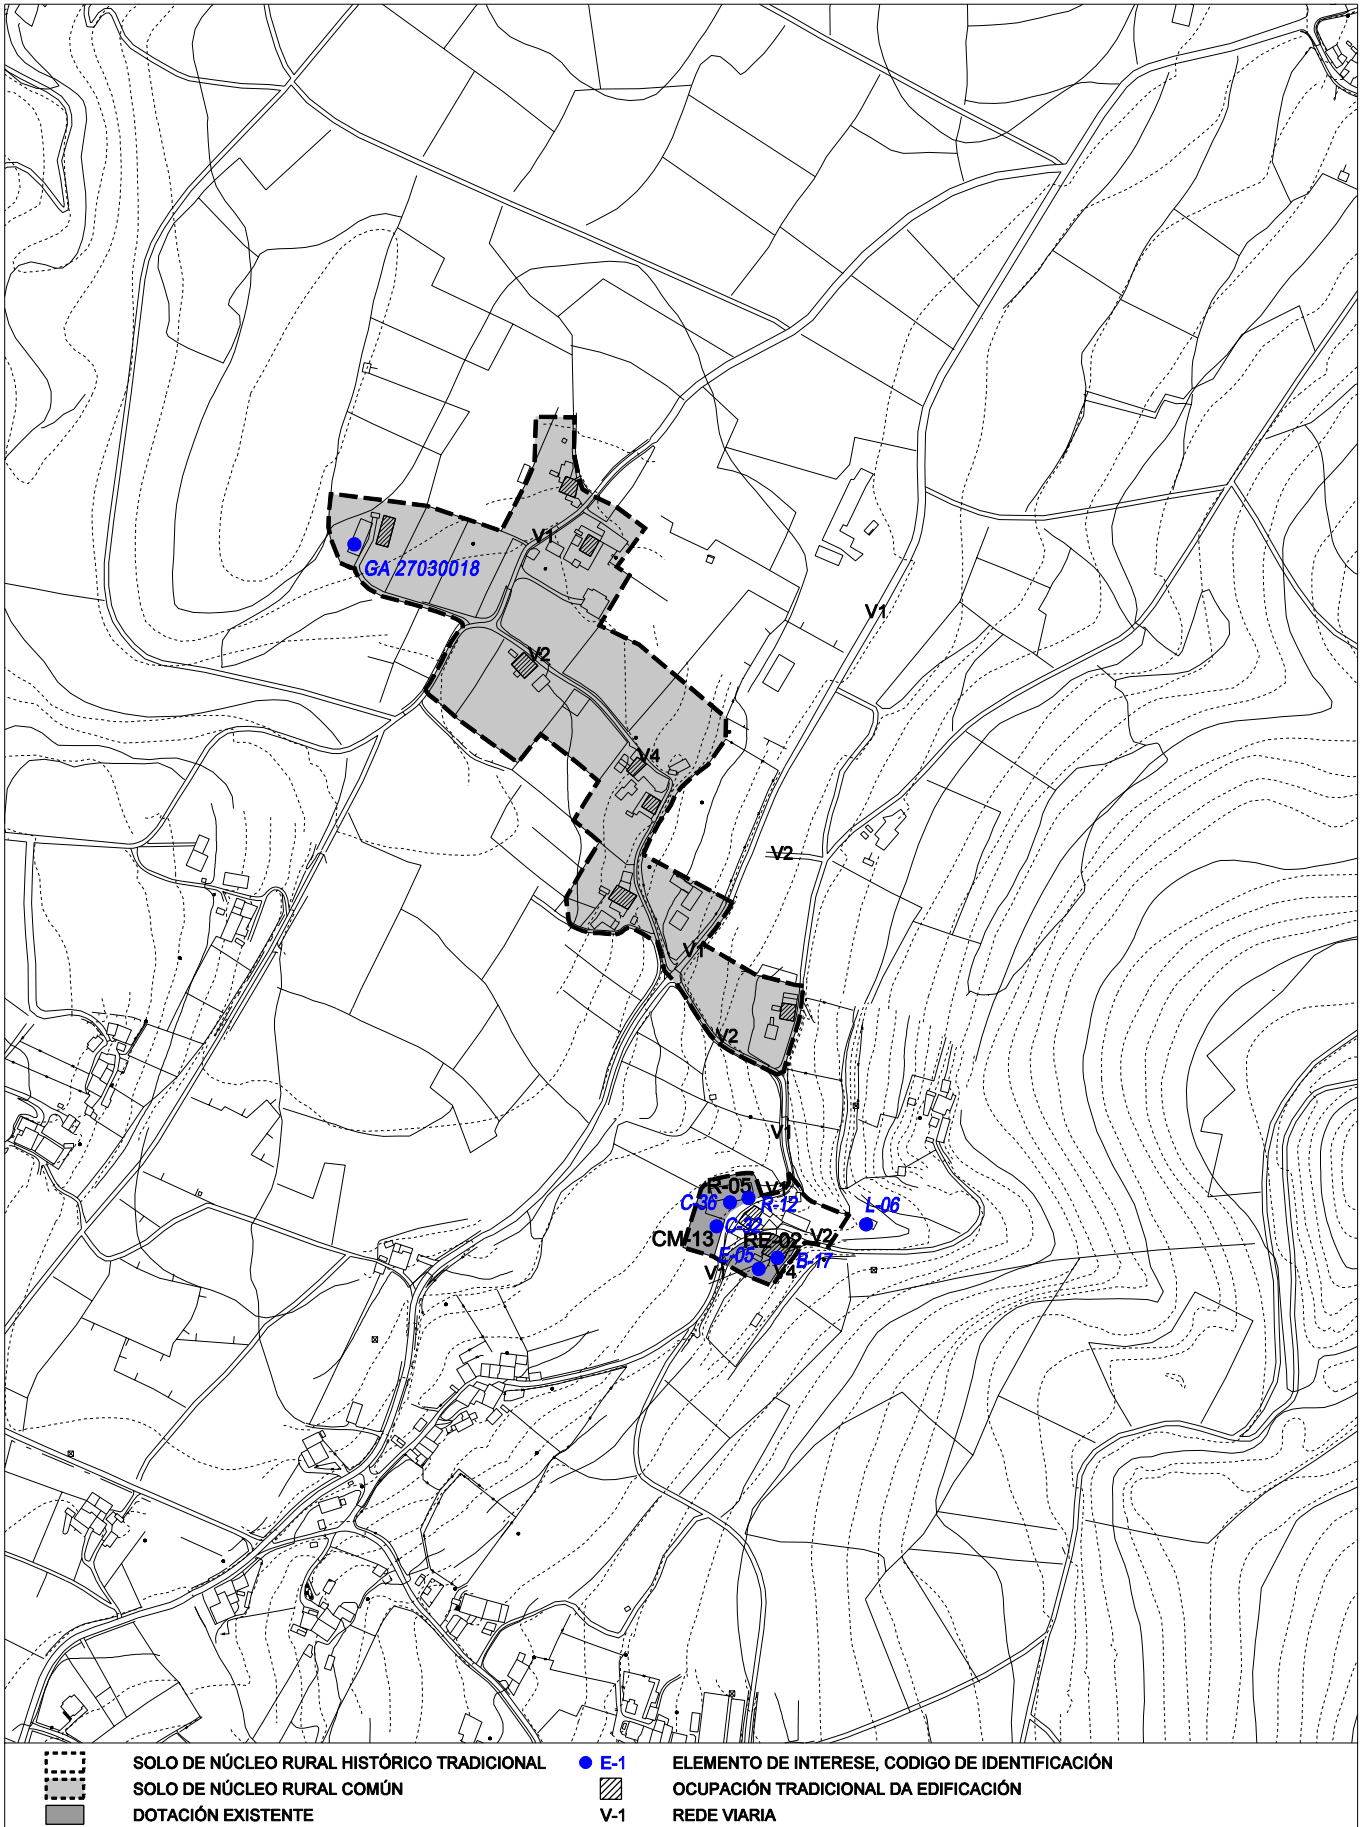 V1
GA 27030018
V1
V2
V4
V2
V1
V2
V1
R-05
V1
C-36
R-12
L-06
C-32
CM-13
RE-02
V2
E-05
B-17
V1
V4
SOLO DE NÚCLEO RURAL HISTÓRICO TRADICIONAL
E-1
ELEMENTO DE INTERESE, CODIGO DE IDENTIFICACIÓN
SOLO DE NÚCLEO RURAL COMÚN
OCUPACIÓN TRADICIONAL DA EDIFICACIÓN
DOTACIÓN EXISTENTE
V-1
REDE VIARIA